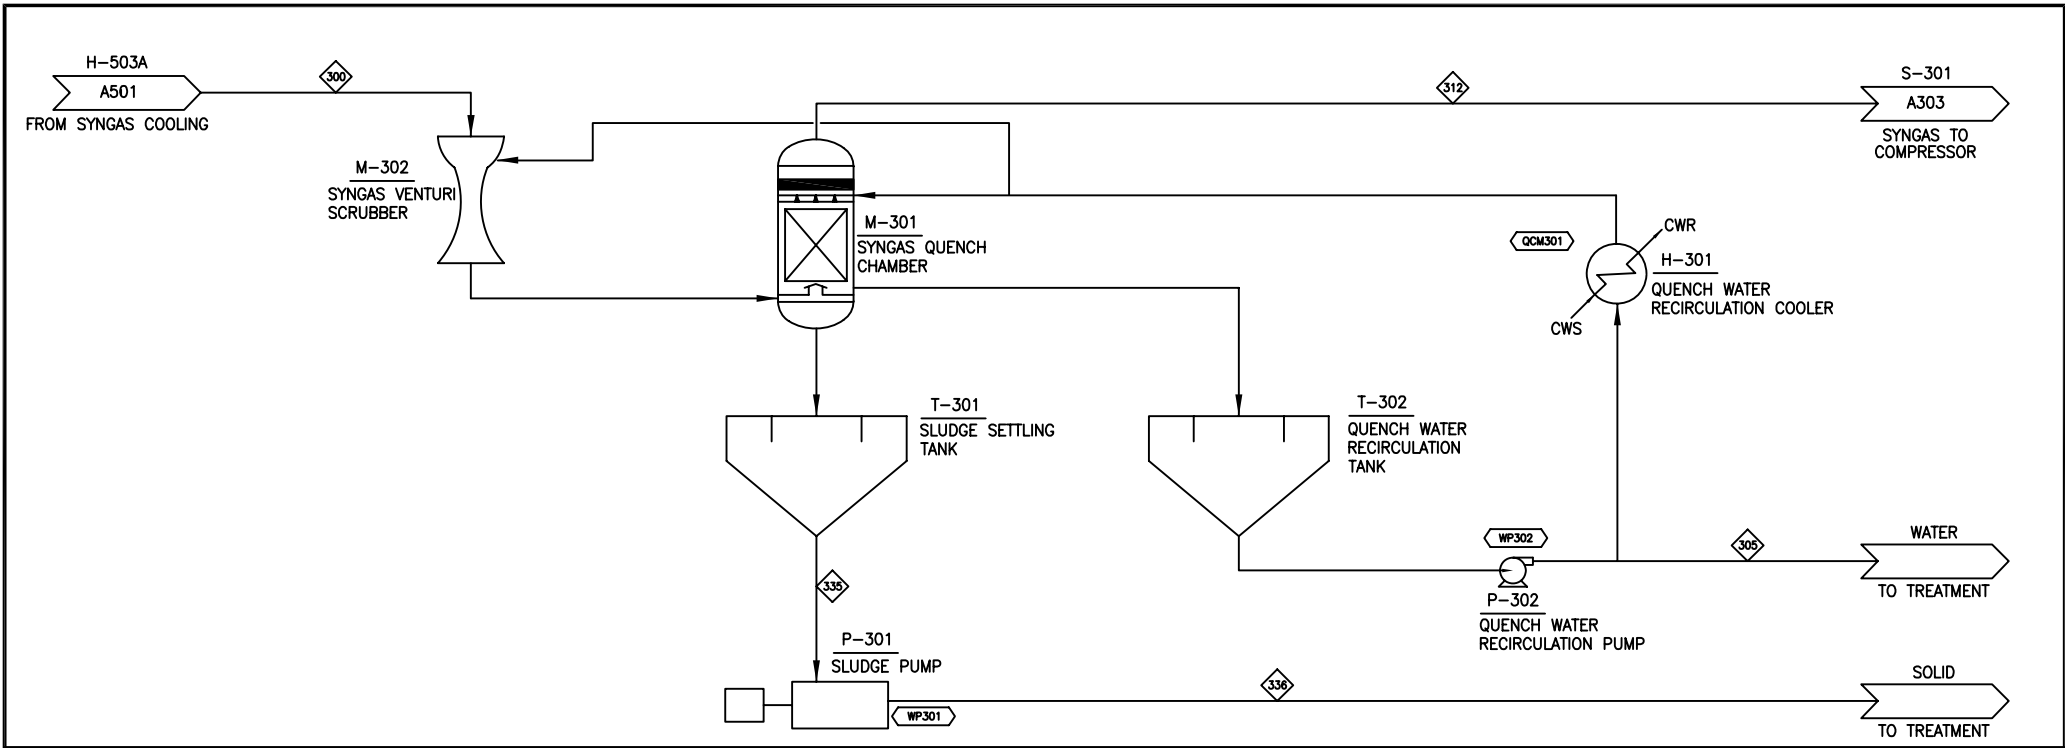 H-503A
A501
FROM SYNGAS COOLING
300
312
S-301
A303
SYNGAS TO
COMPRESSOR
M-302
SYNGAS VENTURI
SCRUBBER
M-301
SYNGAS QUENCH
CHAMBER
QCM301
CWR
H-301
QUENCH WATER
RECIRCULATION COOLER
CWS
T-301
SLUDGE SETTLING
TANK
T-302
QUENCH WATER
RECIRCULATION
TANK
WP302
305
WATER
TO TREATMENT
335
P-302
QUENCH WATER
RECIRCULATION PUMP
P-301
SLUDGE PUMP
WP301
336
SOLID
TO TREATMENT